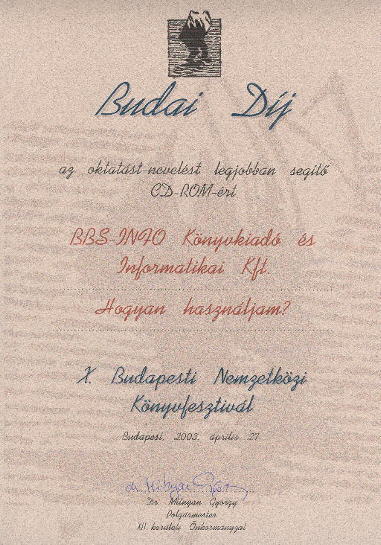 Budai Díj
az oktatást-nevelést legjobban segítő
CD-ROM-ért
BBS-INFO Könyvkiadó és
Informatikai Kft.
Hogyan használjam?
X. Budapesti Nemzetközi
Könyvfesztivál
Budapest, 2003. április 27.
Dr. György
Polgármester
XII. kerületi Önkormányzat